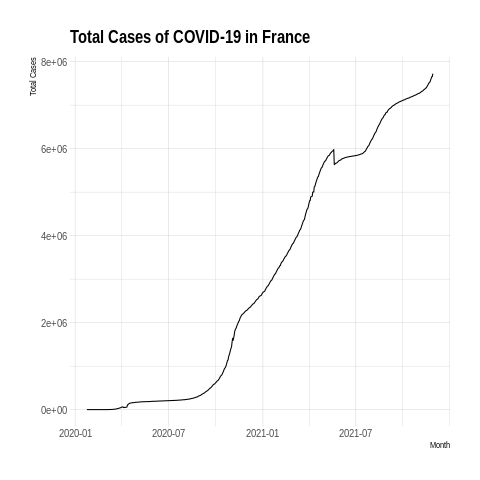 Total Cases of COVID-19 in France
Total Cases
8e+06
6e+06
4e+06
2e+06
0e+00
2020-01
2020-07
2021-01
2021-07
Month